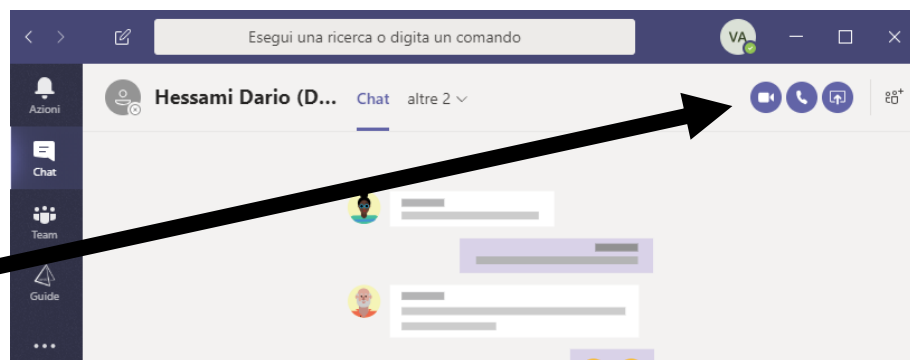 Esegui una ricerca o digita un comando
VA
Azioni
Hessami Dario (D...
Chat
altre 2
Chat
Team
Guide